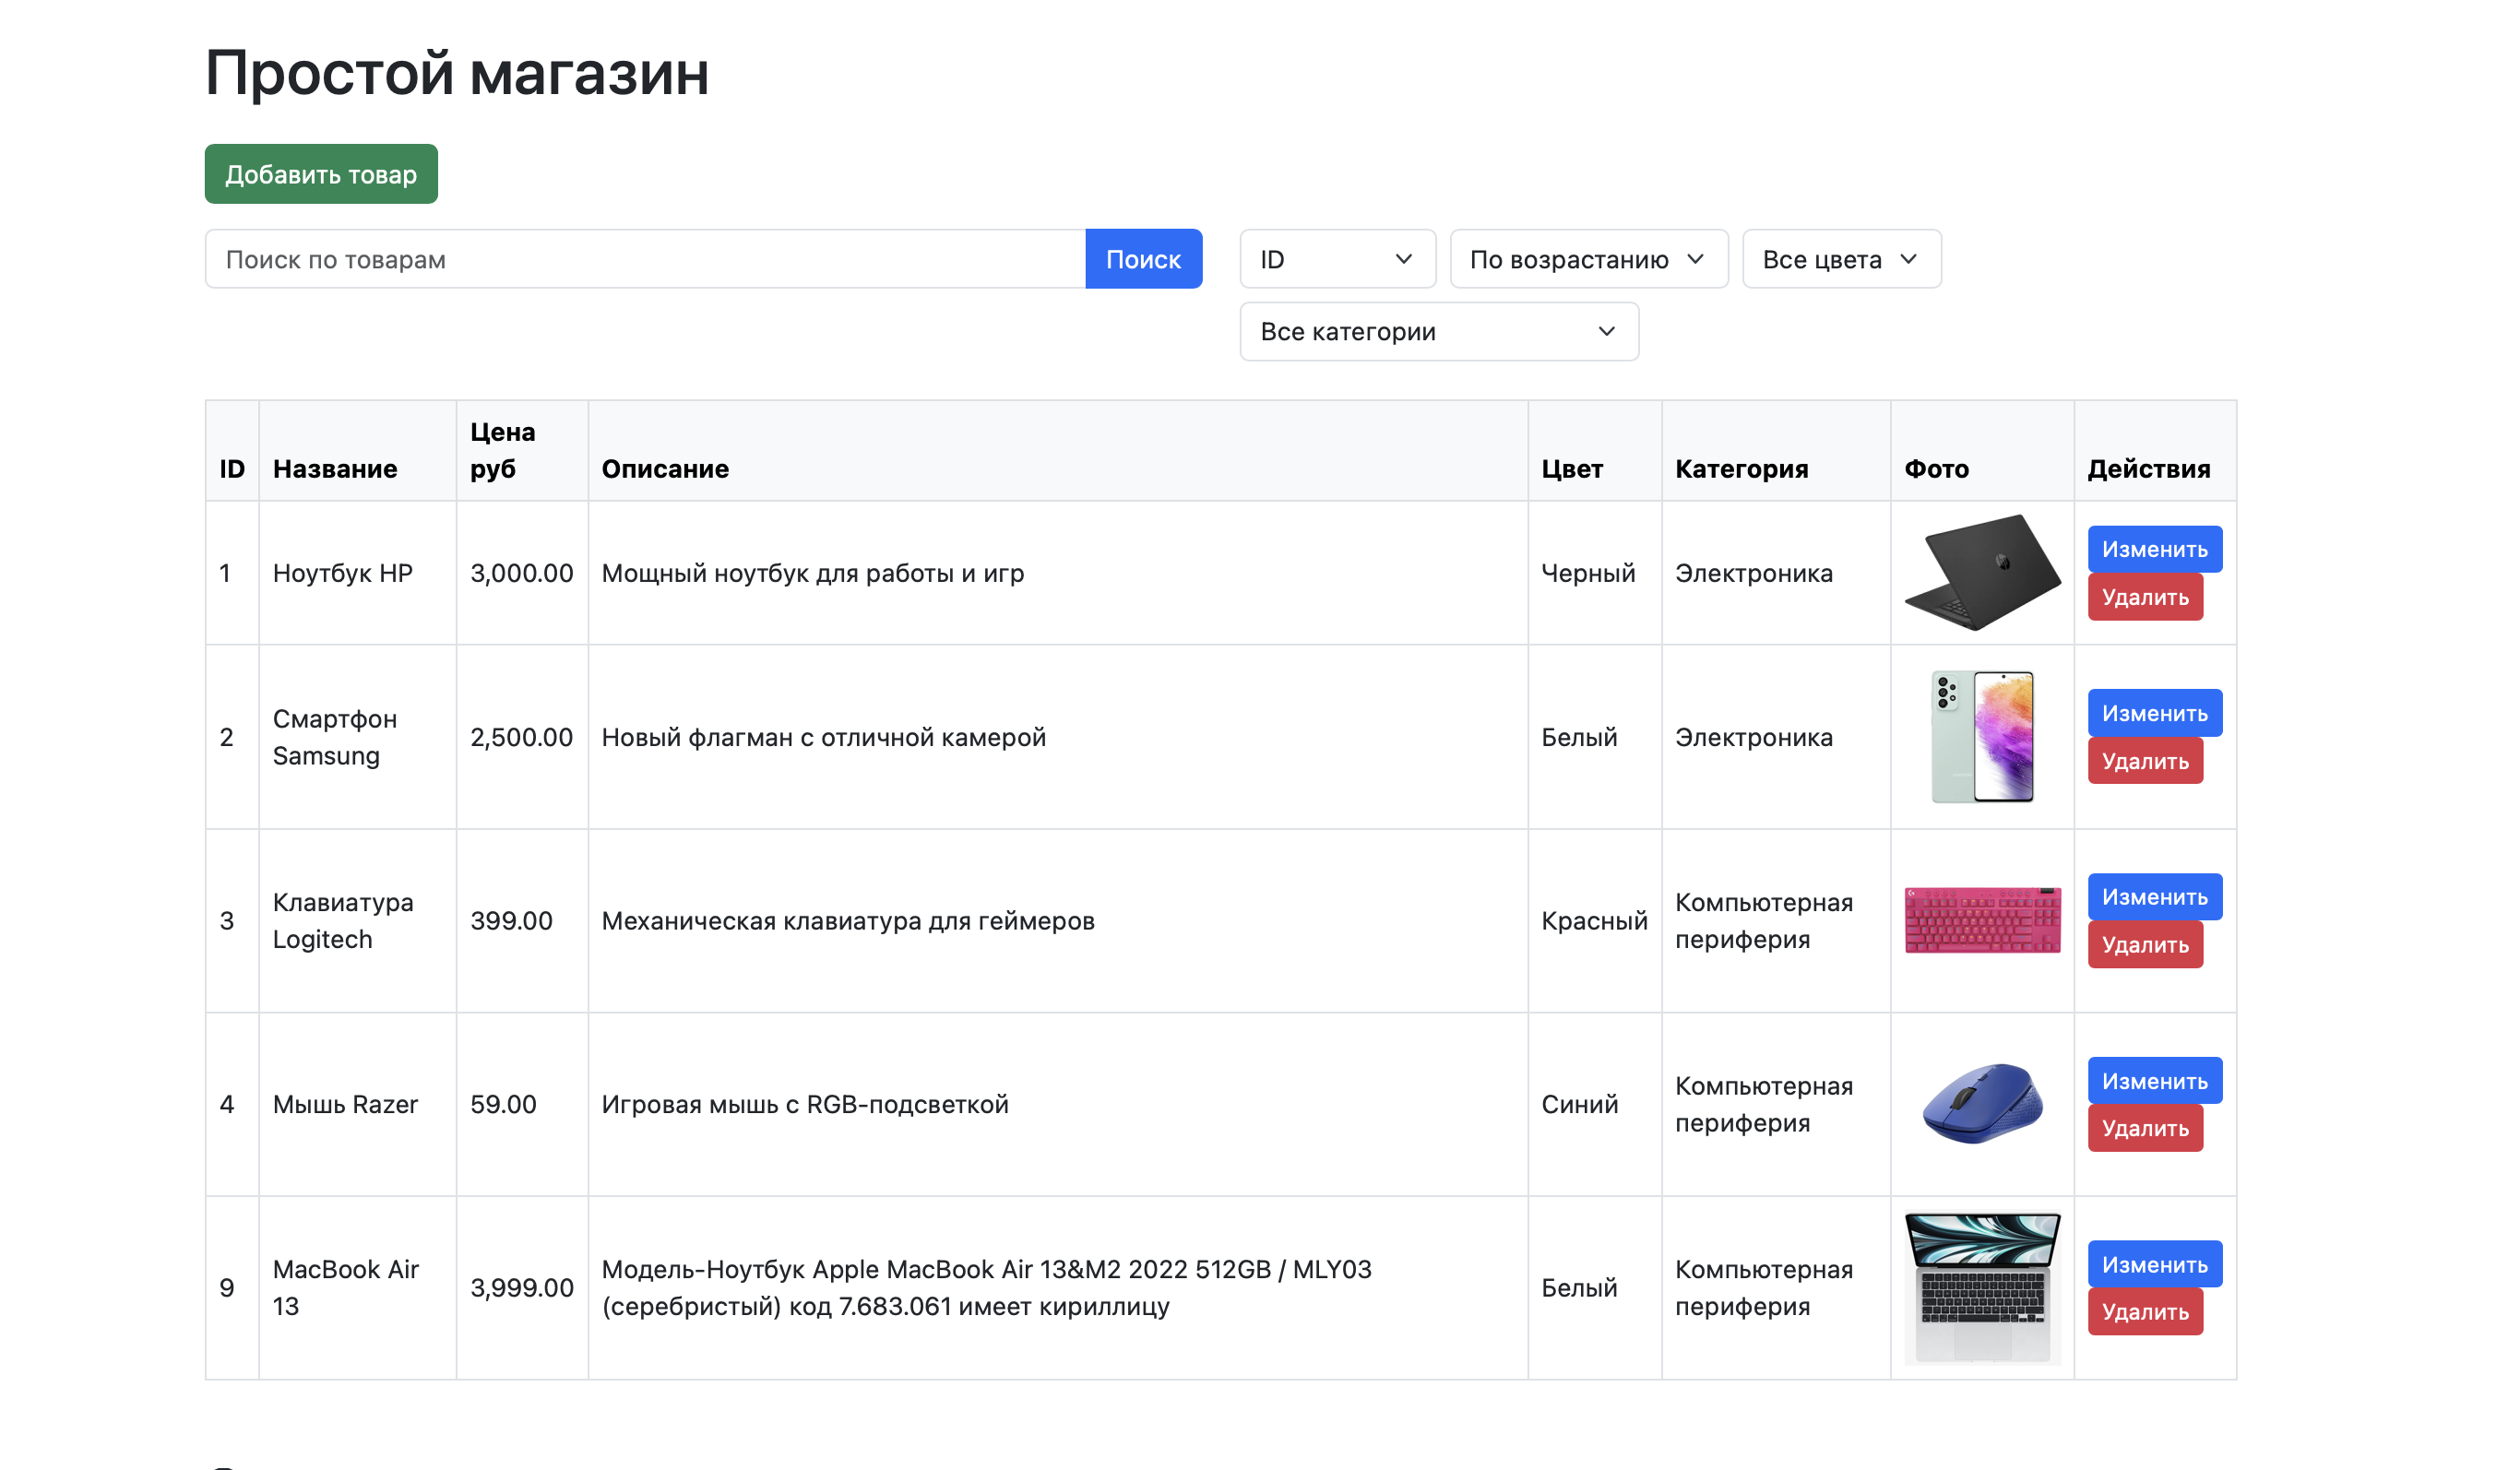 Простой магазин
Добавить товар
Поиск по товарам
Поиск
ID
По возрастанию
Все цвета
Все категории
ID
Название
Цена
руб
Описание
Цвет
Категория
Фото
Действия
1
Ноутбук HP
3,000.00
Мощный ноутбук для работы и игр
Черный
Электроника
Изменить
Удалить
2
Смартфон
Samsung
2,500.00
Новый флагман с отличной камерой
Белый
Электроника
Изменить
Удалить
3
Клавиатура
Logitech
399.00
Механическая клавиатура для геймеров
Красный
Компьютерная
периферия
Изменить
Удалить
4
Мышь Razer
59.00
Игровая мышь с RGB-подсветкой
Синий
Компьютерная
периферия
Изменить
Удалить
9
MacBook Air
13
3,999.00
Модель-Ноутбук Apple MacBook Air 13&M2 2022 512GB / MLY03
(серебристый) код 7.683.061 имеет кириллицу
Белый
Компьютерная
периферия
Изменить
Удалить